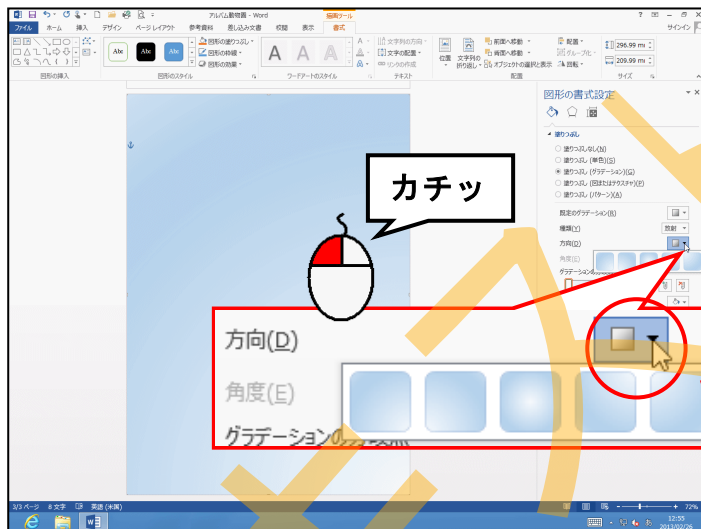 アルバム動物園 - Word
描画ツール
サインイン
ファイル ホーム 挿入 デザイン ページ レイアウト 参考資料 差し込み文書 校閲 表示 書式
図形の塗りつぶし
図形の枠線
図形の効果
Abc Abc Abc
A A A
文字列の方向
文字の配置
リンクの作成
位置 文字列の折り返し
前面へ移動
背面へ移動
オブジェクトの選択と表示
配置
グループ化
回転
296.99 mm
209.99 mm
図形の挿入 図形のスタイル ワードアートのスタイル テキスト 配置 サイズ
図形の書式設定
塗りつぶし
塗りつぶしなし(N)
塗りつぶし (単色)(S)
塗りつぶし (グラデーション)(G)
塗りつぶし (図またはテクスチャ)(P)
塗りつぶし (パターン)(A)
既定のグラデーション(R)
種類(Y) 放射
方向(D)
角度(E)
カチッ
方向(D)
角度(E)
グラデーションの
3/3 ページ 8 文字 英語 (米国)
72%
12:55
2013/02/26